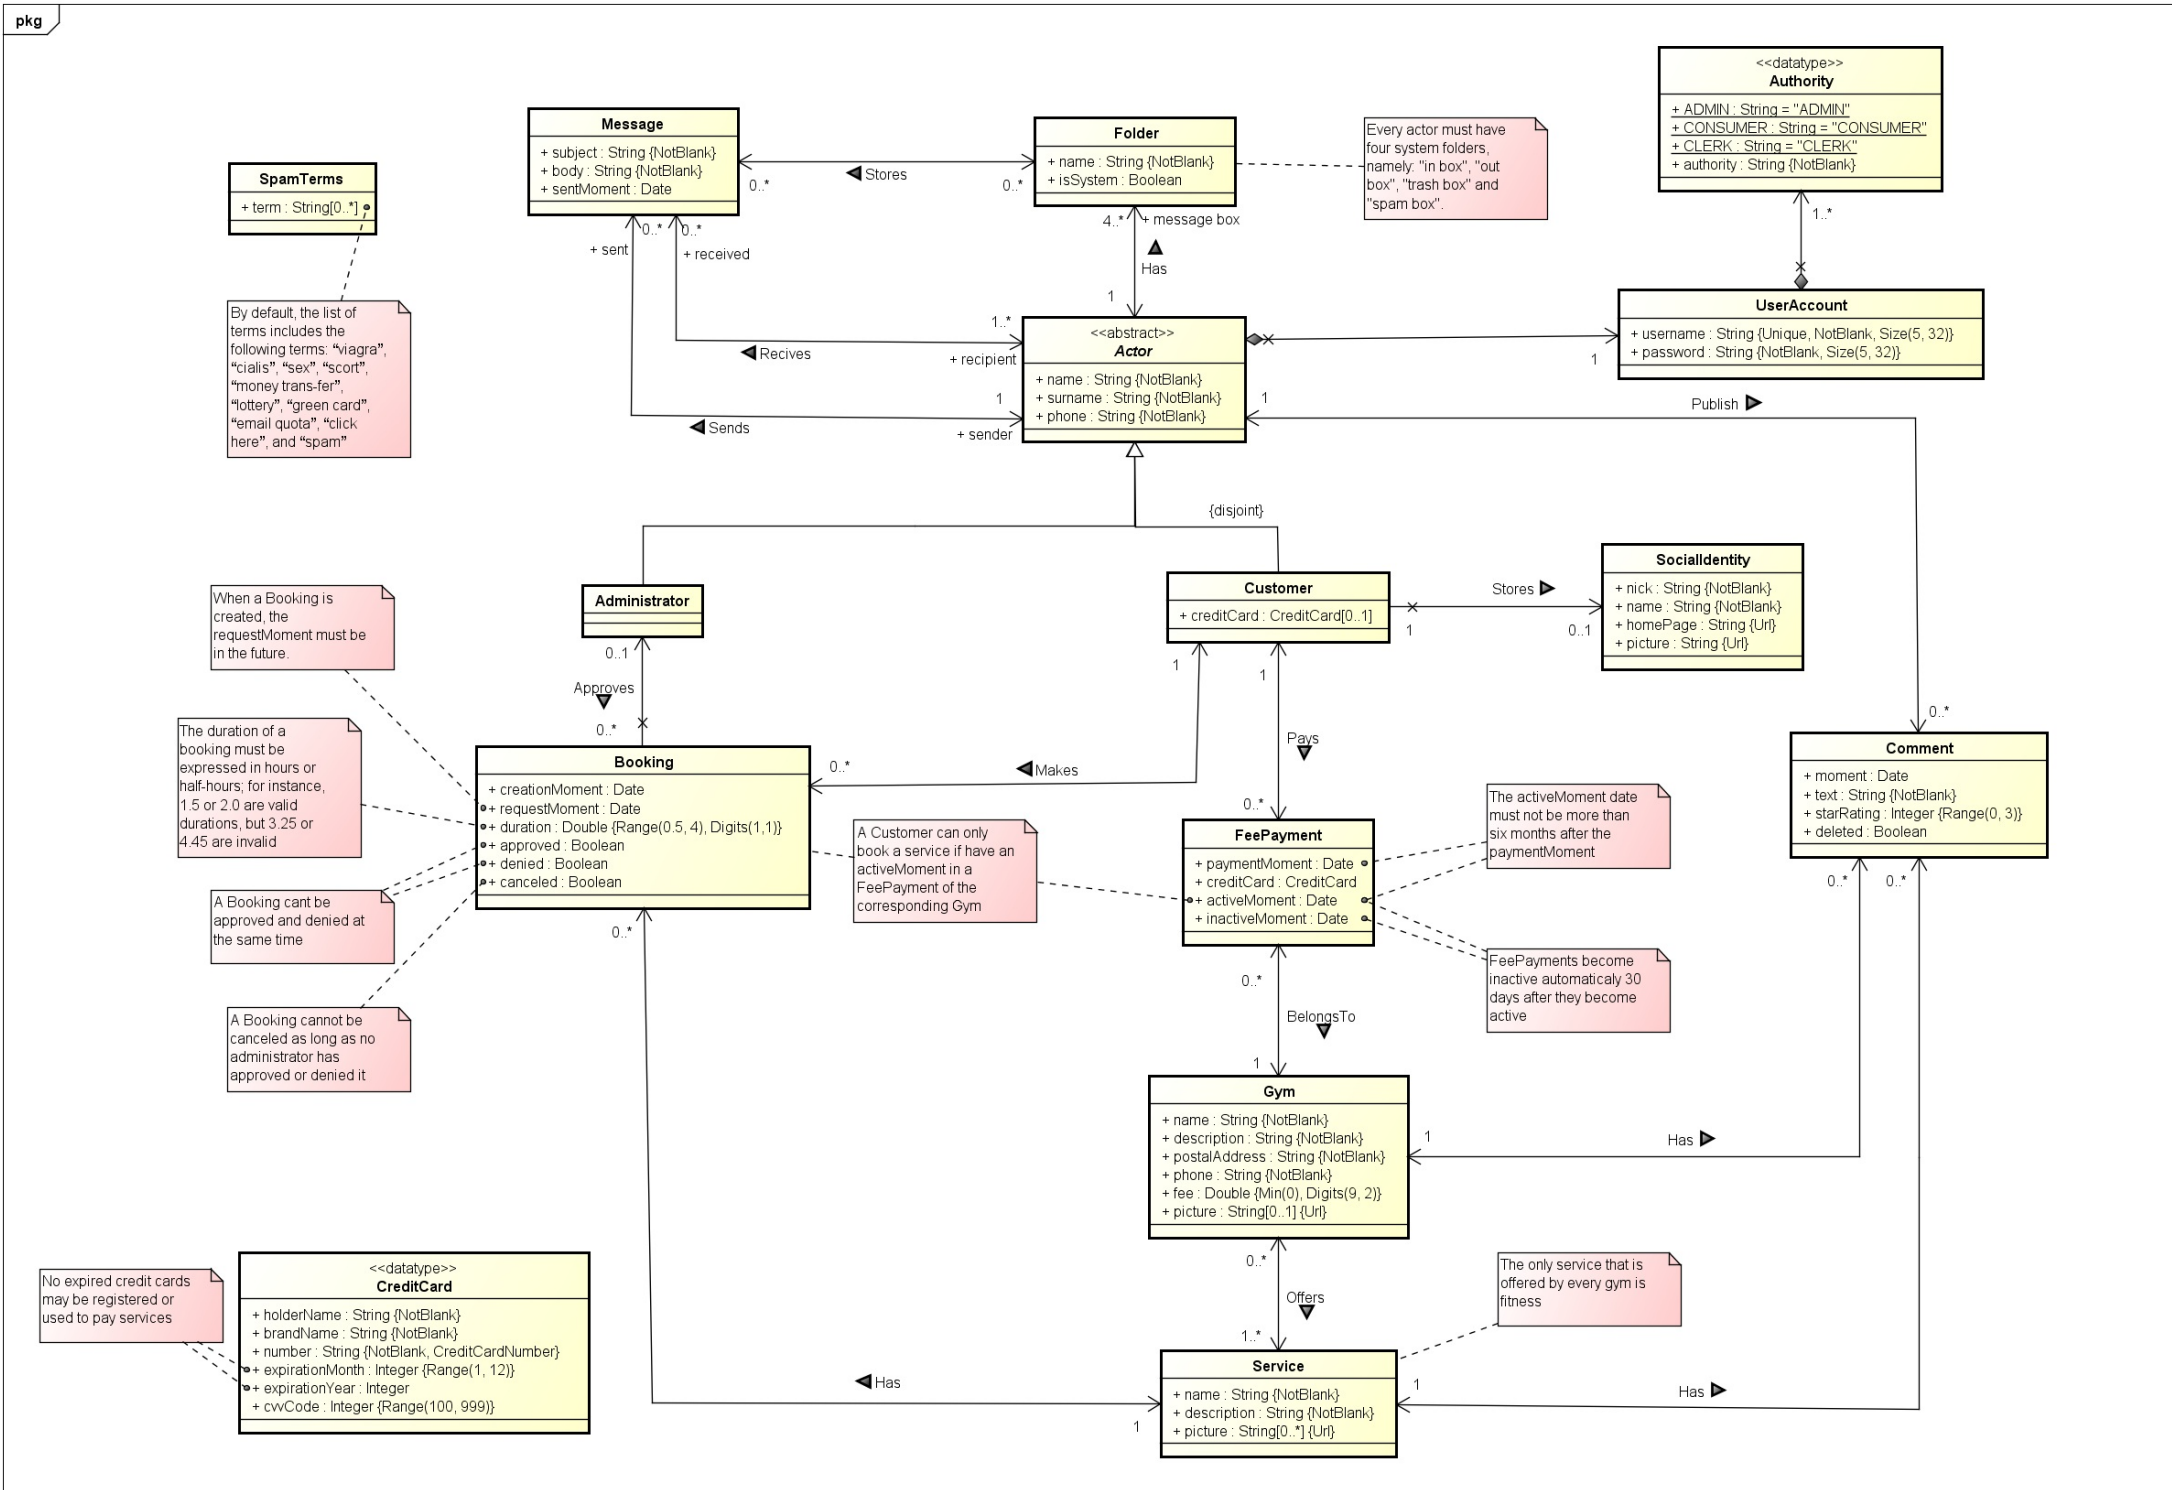 pkg
<<datatype>>
Authority
+ ADMIN : String = "ADMIN"
+ CONSUMER : String = "CONSUMER"
+ CLERK : String = "CLERK"
+ authority : String {NotBlank}
Message
+ subject : String {NotBlank}
+ body : String {NotBlank}
+ sentMoment : Date
Folder
+ name : String {NotBlank}
+ isSystem : Boolean
Every actor must have
four system folders,
namely: "in box", "out
box", "trash box" and
"spam box".
SpamTerms
+ term : String[0..*]
0..*
Stores
0..*
4..*
+ message box
1..*
0..*
0..*
+ sent
+ received
Has
1
By default, the list of
terms includes the
following terms: “viagra”,
“cialis”, “sex”, “scort”,
“money trans-fer”,
“lottery”, “green card”,
“email quota”, “click
here”, and “spam”
UserAccount
+ username : String {Unique, NotBlank, Size(5, 32)}
+ password : String {NotBlank, Size(5, 32)}
1..*
Recives
+ recipient
<<abstract>>
Actor
+ name : String {NotBlank}
+ surname : String {NotBlank}
+ phone : String {NotBlank}
1
1
Sends
+ sender
1
Publish
{disjoint}
When a Booking is
created, the
requestMoment must be
in the future.
Administrator
Customer
+ creditCard : CreditCard[0..1]
Stores
1
0..1
SocialIdentity
+ nick : String {NotBlank}
+ name : String {NotBlank}
+ homePage : String {Url}
+ picture : String {Url}
0..1
Approves
0..*
1
1
0..*
The duration of a
booking must be
expressed in hours or
half-hours; for instance,
1.5 or 2.0 are valid
durations, but 3.25 or
4.45 are invalid
Booking
+ creationMoment : Date
+ requestMoment : Date
+ duration : Double {Range(0.5, 4), Digits(1,1)}
+ approved : Boolean
+ denied : Boolean
+ canceled : Boolean
0..*
Makes
Pays
0..*
Comment
+ moment : Date
+ text : String {NotBlank}
+ starRating : Integer {Range(0, 3)}
+ deleted : Boolean
The activeMoment date
must not be more than
six months after the
paymentMoment
A Customer can only
book a service if have an
activeMoment in a
FeePayment of the
corresponding Gym
FeePayment
+ paymentMoment : Date
+ creditCard : CreditCard
+ activeMoment : Date
+ inactiveMoment : Date
0..*
0..*
A Booking cant be
approved and denied at
the same time
0..*
FeePayments become
inactive automaticaly 30
days after they become
active
0..*
BelongsTo
1
A Booking cannot be
canceled as long as no
administrator has
approved or denied it
Gym
+ name : String {NotBlank}
+ description : String {NotBlank}
+ postalAddress : String {NotBlank}
+ phone : String {NotBlank}
+ fee : Double {Min(0), Digits(9, 2)}
+ picture : String[0..1] {Url}
1
Has
0..*
Offers
1..*
The only service that is
offered by every gym is
fitness
No expired credit cards
may be registered or
used to pay services
<<datatype>>
CreditCard
+ holderName : String {NotBlank}
+ brandName : String {NotBlank}
+ number : String {NotBlank, CreditCardNumber}
+ expirationMonth : Integer {Range(1, 12)}
+ expirationYear : Integer
+ cvvCode : Integer {Range(100, 999)}
Has
1
Service
+ name : String {NotBlank}
+ description : String {NotBlank}
+ picture : String[0..*] {Url}
1
Has